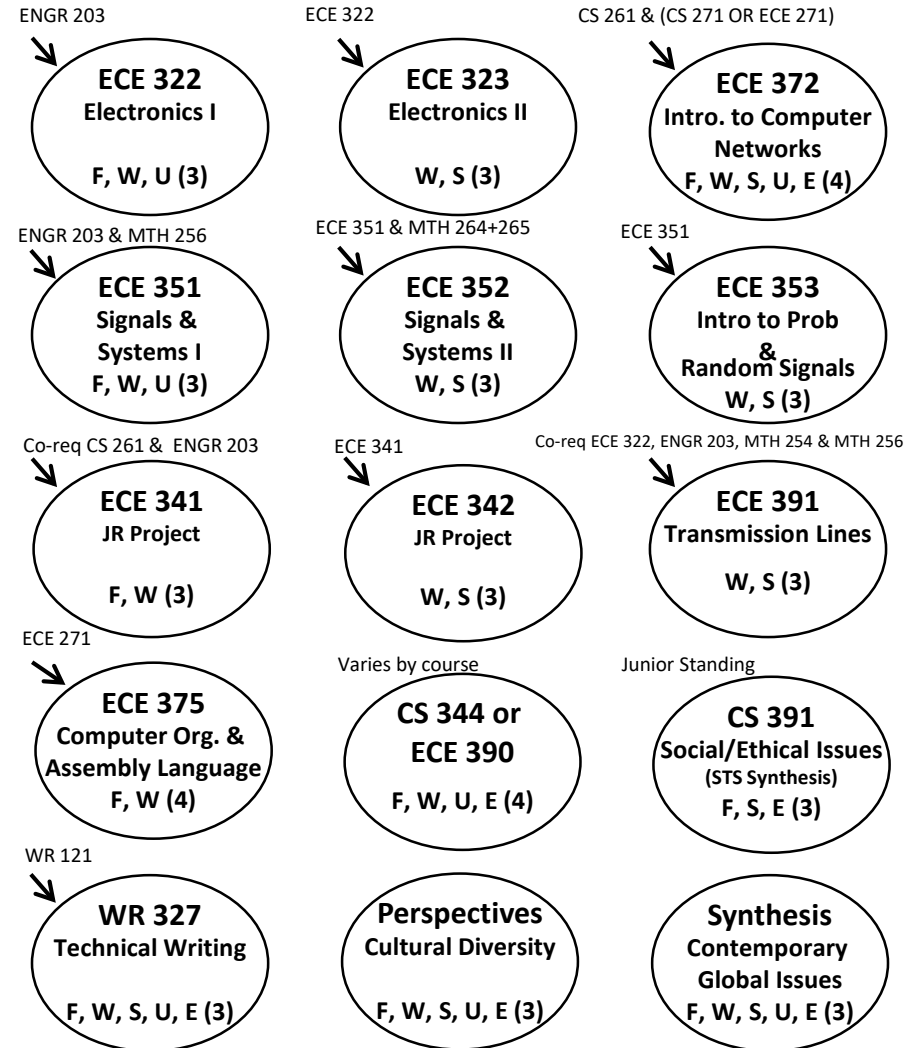 ENGR 203
ECE 322
Electronics I
F, W, U (3)
ECE 322
ECE 323
Electronics II
W, S (3)
CS 261 & (CS 271 OR ECE 271)
ECE 372
Intro. to Computer
Networks
F, W, S, U, E (4)
ENGR 203 & MTH 256
ECE 351
Signals &
Systems I
F, W, U (3)
ECE 351 & MTH 264+265
ECE 352
Signals &
Systems II
W, S (3)
ECE 351
ECE 353
Intro to Prob
&
Random Signals
W, S (3)
Co-req CS 261 & ENGR 203
ECE 341
JR Project
F, W (3)
ECE 341
ECE 342
JR Project
W, S (3)
Co-req ECE 322, ENGR 203, MTH 254 & MTH 256
ECE 391
Transmission Lines
W, S (3)
ECE 271
ECE 375
Computer Org. &
Assembly Language
F, W (4)
Varies by course
CS 344 or
ECE 390
F, W, U, E (4)
Junior Standing
CS 391
Social/Ethical Issues
(STS Synthesis)
F, S, E (3)
WR 121
WR 327
Technical Writing
F, W, S, U, E (3)
Perspectives
Cultural Diversity
F, W, S, U, E (3)
Synthesis
Contemporary
Global Issues
F, W, S, U, E (3)